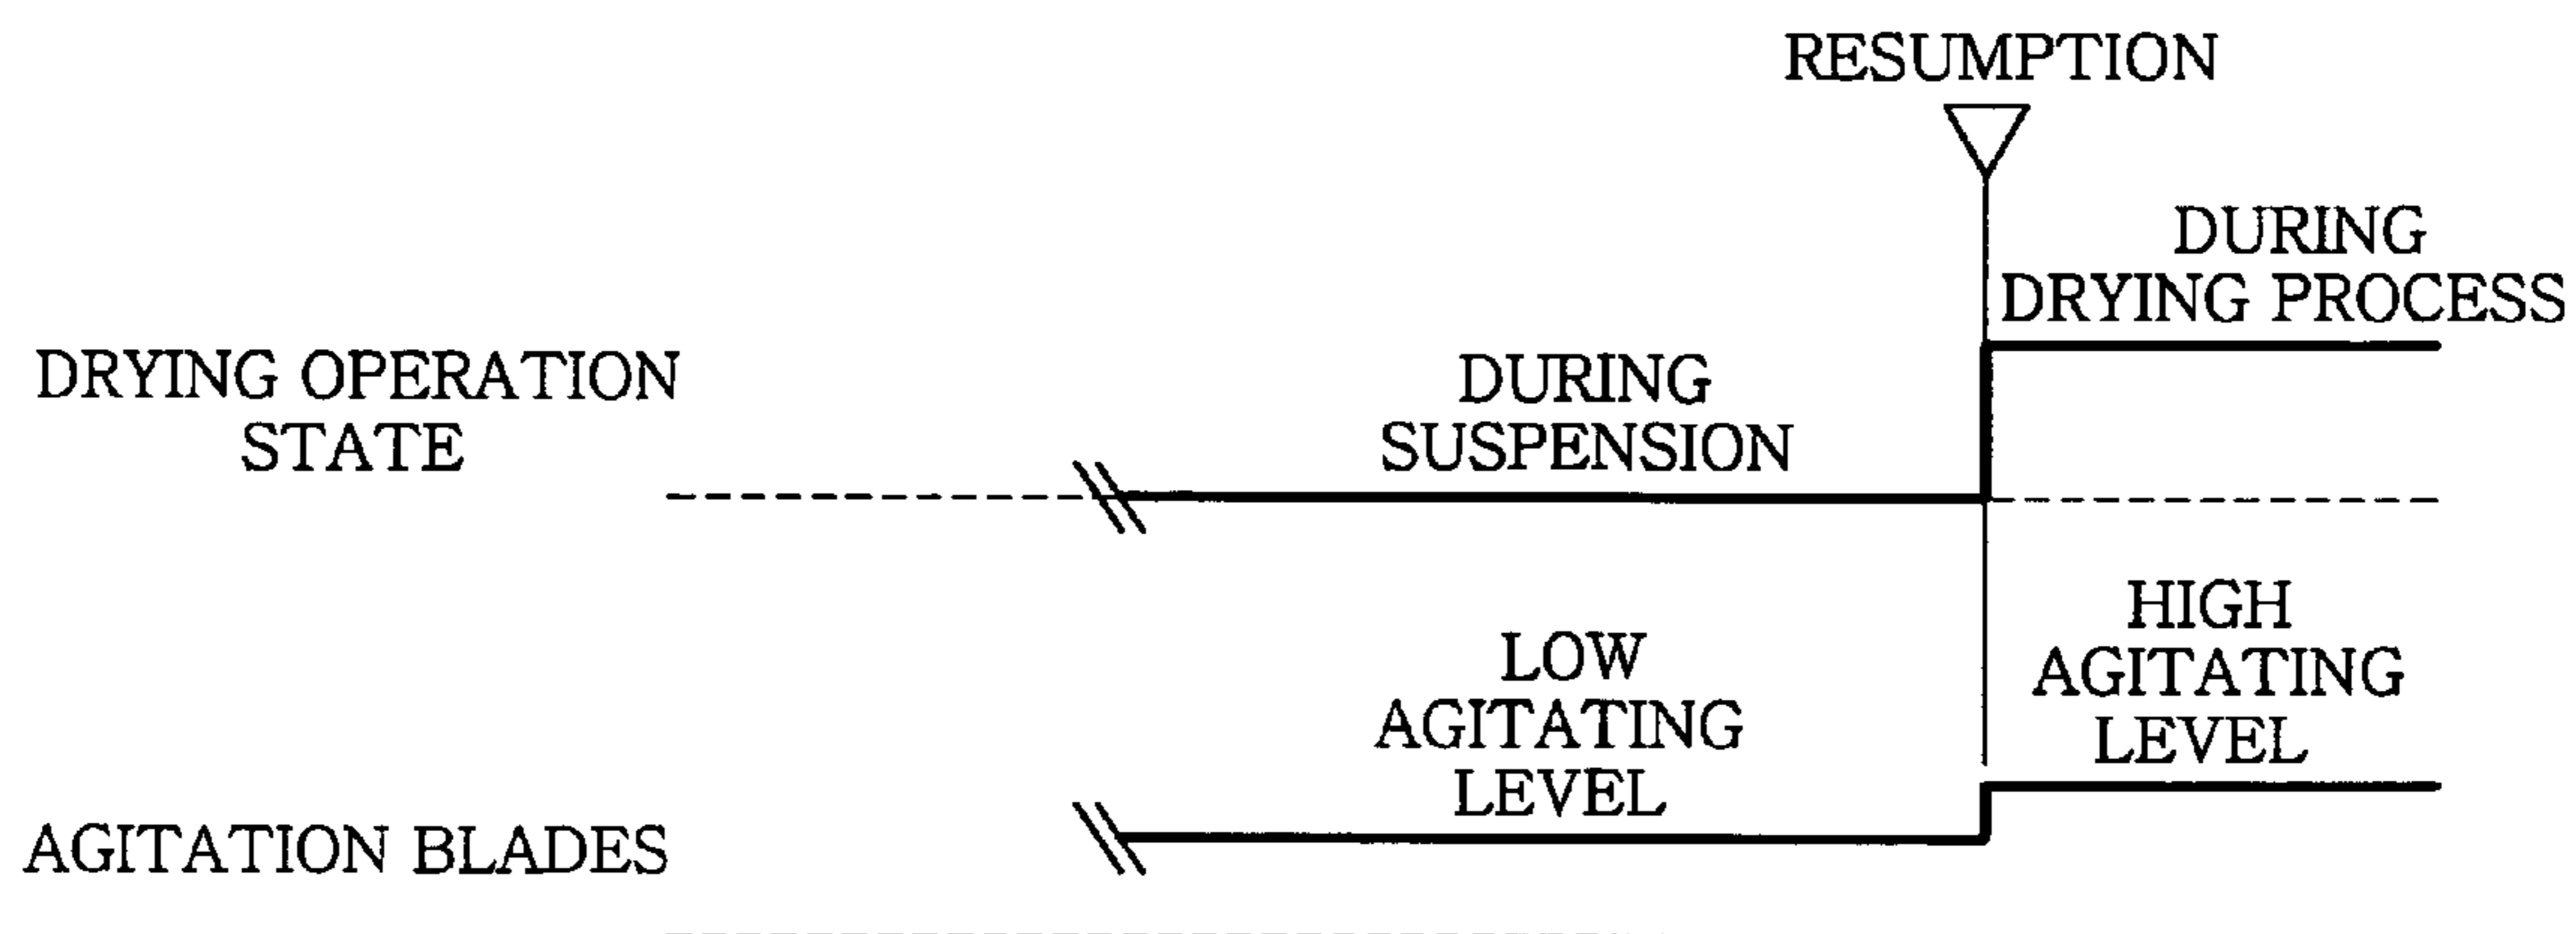 RESUMPTION
DURING
DRYING PROCESS
DRYING OPERATION
STATE
DURING
SUSPENSION
HIGH
AGITATING
LEVEL
LOW
AGITATING
LEVEL
AGITATION BLADES